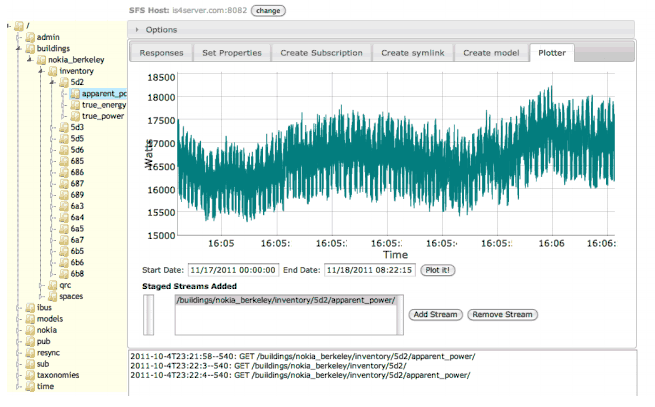 SFS Host: is4server.com:8082 change
/
admin
buildings
nokia_berkeley
inventory
5d2
apparent_pc
true_energy
true_power
5d3
5d5
5d6
685
686
687
689
6a3
6a4
6a5
6a7
6b5
6b6
6b8
qrc
spaces
ibus
models
nokia
pub
resync
sub
taxonomies
time
Options
Responses Set Properties Create Subscription Create symlink Create model Plotter
18500
18000
17500
17000
16500
16000
15500
15000
Watts
16:05 16:05: 16:05: 16:05: 16:05: 16:06 16:06:
Time
Start Date: 11/17/2011 00:00:00 End Date: 11/18/2011 08:22:15 Plot it!
Staged Streams Added
/buildings/nokia_berkeley/inventory/5d2/apparent_power/
Add Stream Remove Stream
2011-10-4T23:21:58--540: GET /buildings/nokia_berkeley/inventory/5d2/apparent_power/
2011-10-4T23:22:3--540: GET /buildings/nokia_berkeley/inventory/5d2/
2011-10-4T23:22:4--540: GET /buildings/nokia_berkeley/inventory/5d2/apparent_power/